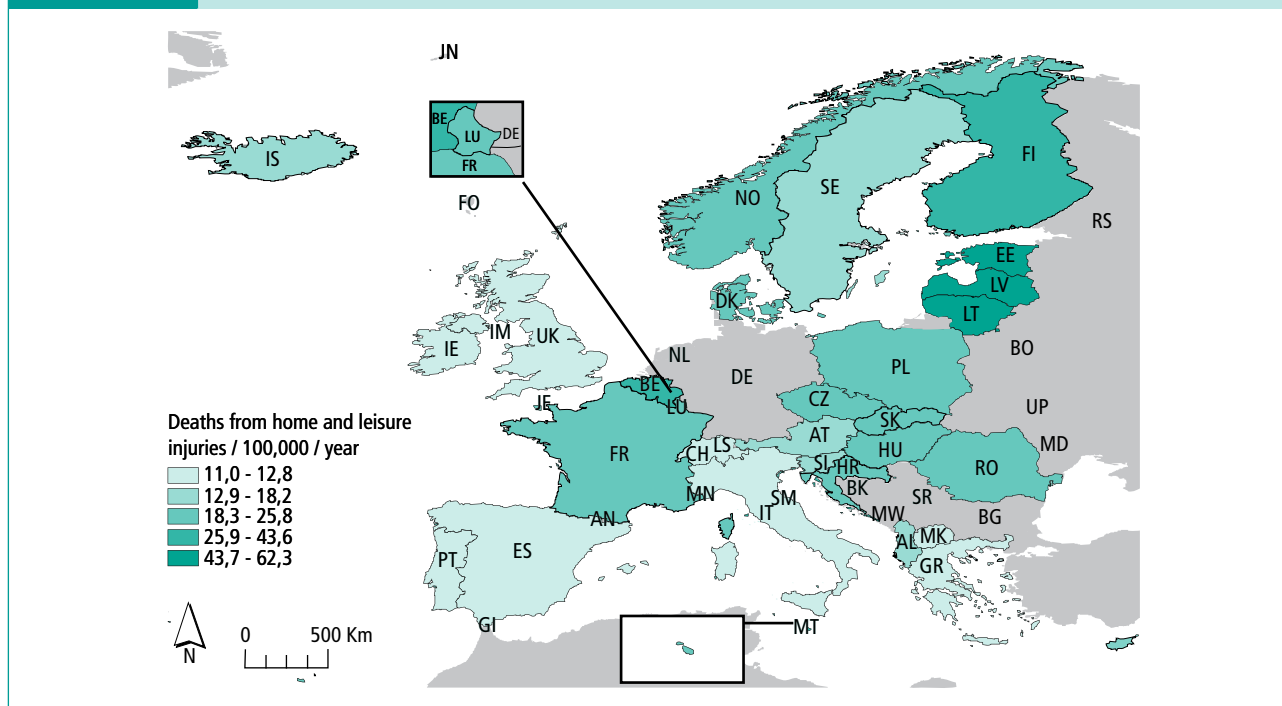 JN
BE
LU
DE
FR
IS
FI
SE
NO
FO
RS
EE
LV
LT
DK
IM
UK
IE
NL
BO
DE
PL
BE
JE
LU
CZ
UP
SK
AT
MD
LS
CH
HU
FR
SI
HR
RO
BK
MN
SM
SR
IT
MW
BG
AN
MK
AL
ES
PT
GR
GI
MT
Deaths from home and leisure
injuries / 100,000 / year
11,0 - 12,8
12,9 - 18,2
18,3 - 25,8
25,9 - 43,6
43,7 - 62,3
N
0 500 Km